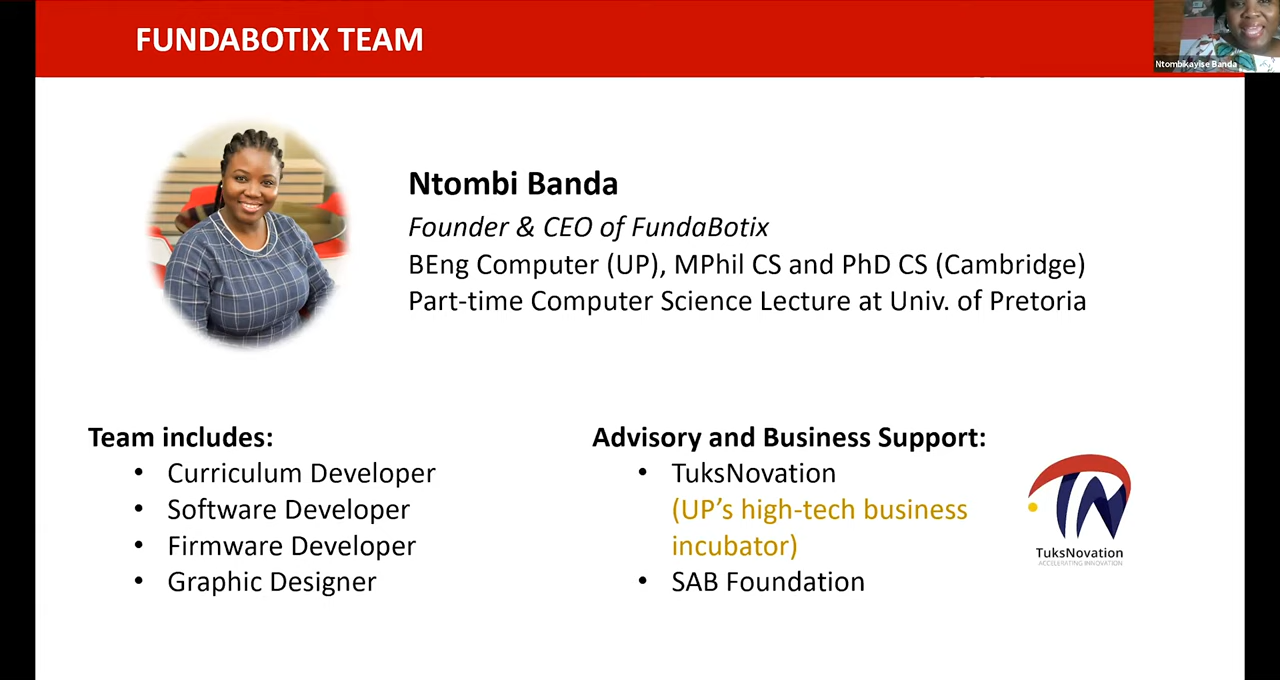 FUNDABOTIX TEAM
Ntombikayise Banda
Ntombi Banda
Founder & CEO of FundaBotix
BEng Computer (UP), MPhil CS and PhD CS (Cambridge)
Part-time Computer Science Lecture at Univ. of Pretoria
Team includes:
• Curriculum Developer
• Software Developer
• Firmware Developer
• Graphic Designer
Advisory and Business Support:
• TuksNovation
(UP’s high-tech business
incubator)
• SAB Foundation
TN
TuksNovation
ACCELERATING INNOVATION